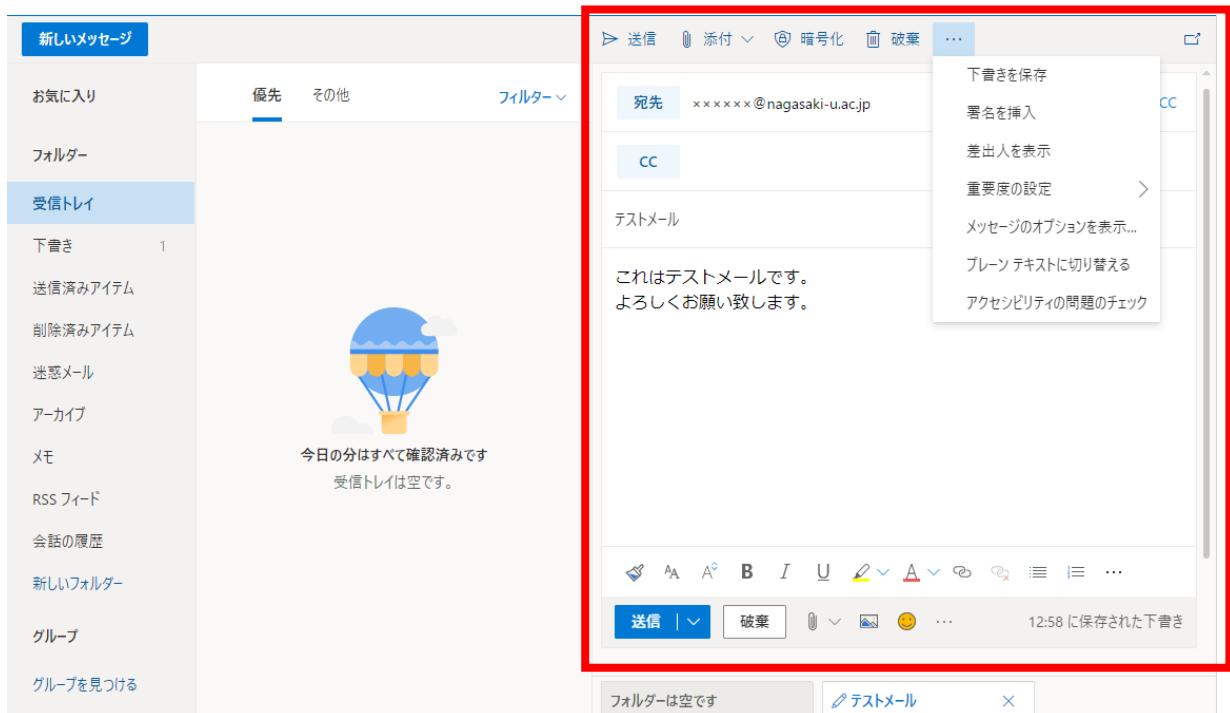 新しいメッセージ
お気に入り
フォルダー
受信トレイ
下書き 1
送信済みアイテム
削除済みアイテム
迷惑メール
アーカイブ
メモ
RSS フィード
会話の履歴
新しいフォルダー
グループ
グループを見つける
優先 その他 フィルター
今日の分はすべて確認済みです
受信トレイは空です。
送信 添付 暗号化 破棄 ...
宛先 ××××××@nagasaki-u.ac.jp CC
CC
テストメール
これはテストメールです。
よろしくお願い致します。
下書きを保存
署名を挿入
差出人を表示
重要度の設定
メッセージのオプションを表示...
プレーン テキストに切り替える
アクセシビリティの問題のチェック
B I U A ...
送信 破棄 ... 12:58 に保存された下書き
フォルダーは空です テストメール